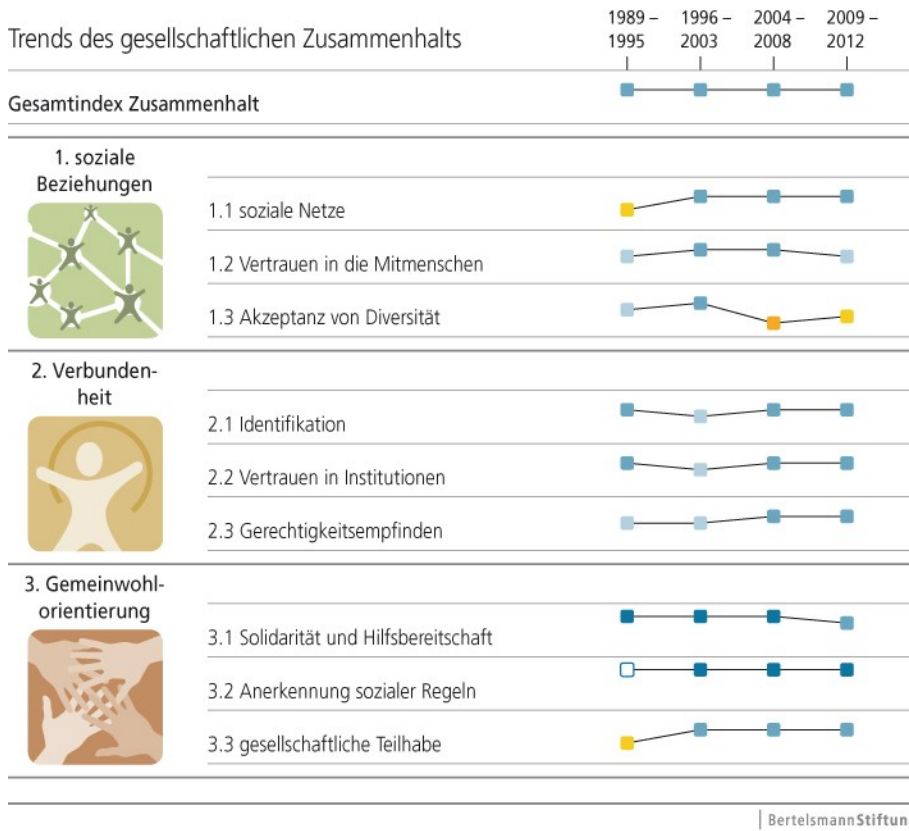 Trends des gesellschaftlichen Zusammenhalts
1989 – 1996 – 2004 – 2009 –
1995 2003 2008 2012
Gesamtindex Zusammenhalt
1. soziale
Beziehungen
1.1 soziale Netze
1.2 Vertrauen in die Mitmenschen
1.3 Akzeptanz von Diversität
2. Verbunden-
heit
2.1 Identifikation
2.2 Vertrauen in Institutionen
2.3 Gerechtigkeitsempfinden
3. Gemeinwohl-
orientierung
3.1 Solidarität und Hilfsbereitschaft
3.2 Anerkennung sozialer Regeln
3.3 gesellschaftliche Teilhabe
BertelsmannStiftun